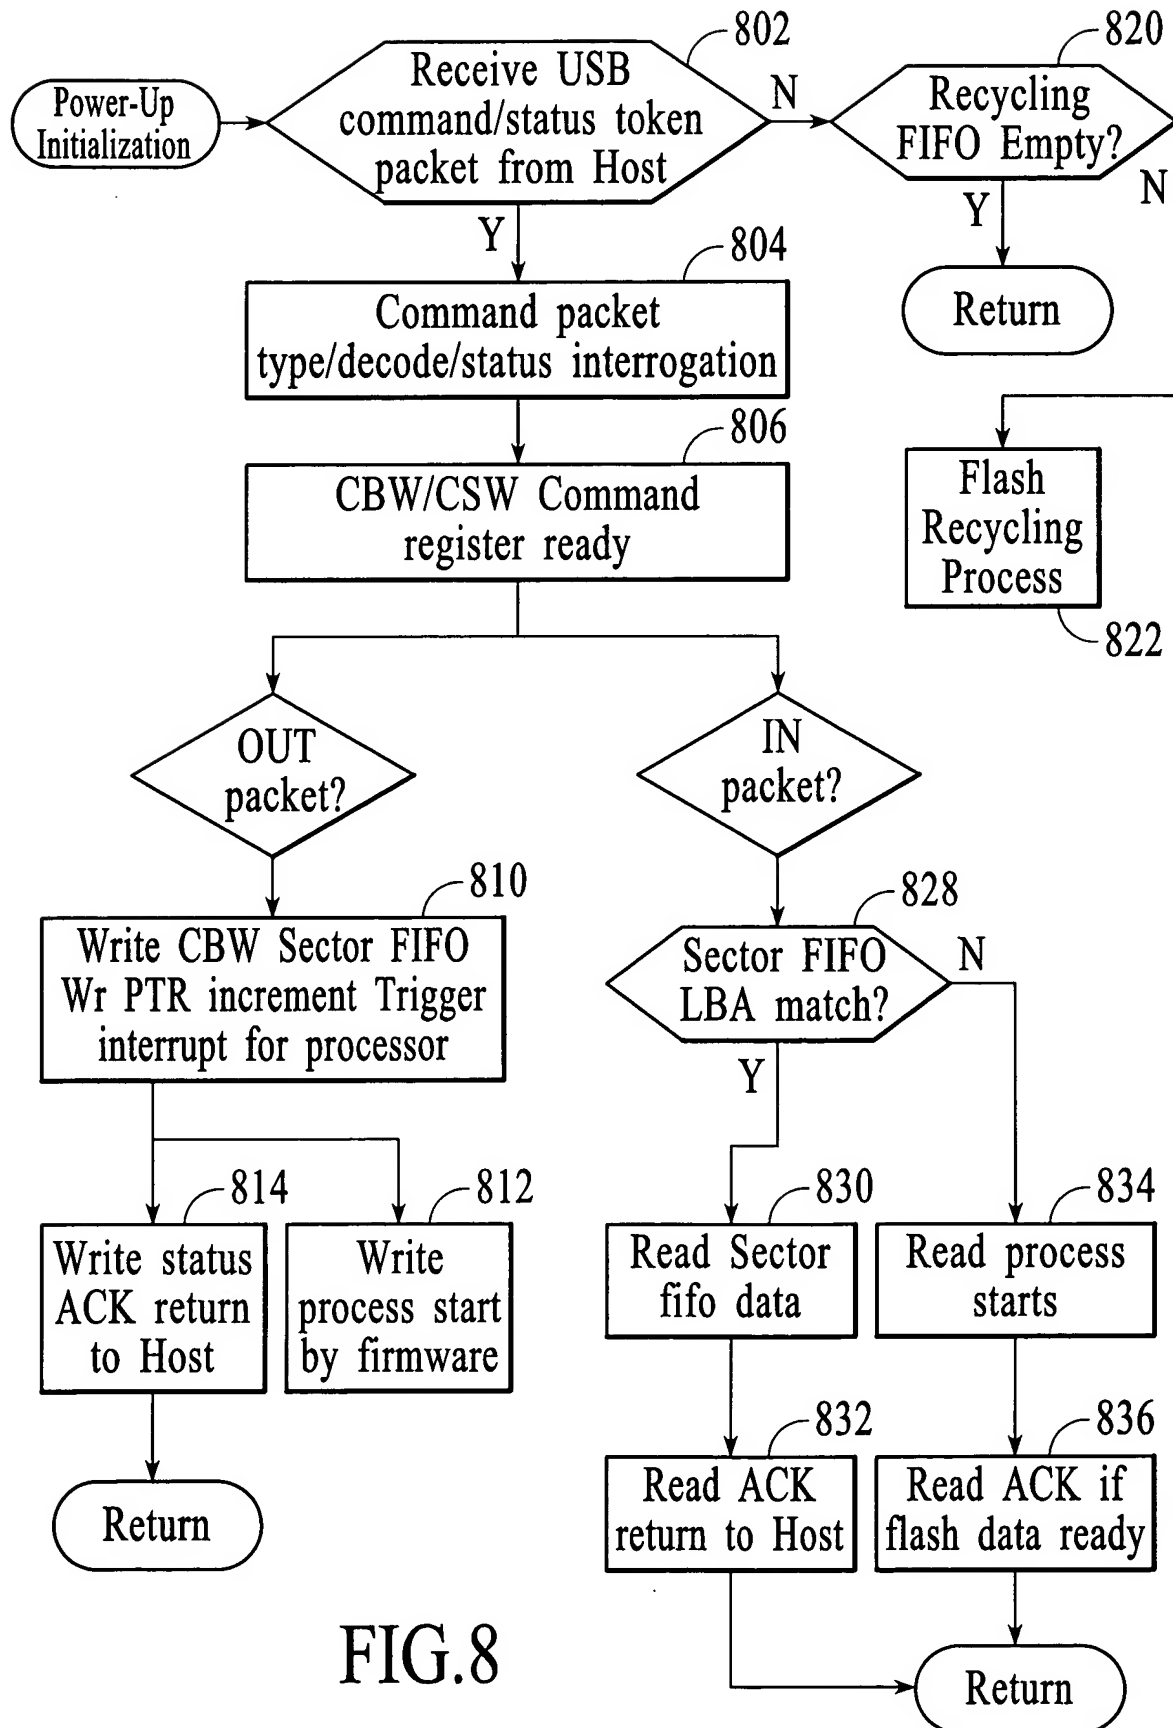 Power-Up
Initialization
802
Receive USB
command/status token
packet from Host
N
820
Recycling
FIFO Empty?
Y
N
Y
Return
804
Command packet
type/decode/status interrogation
806
CBW/CSW Command
register ready
Flash
Recycling
Process
822
OUT
packet?
IN
packet?
810
Write CBW Sector FIFO
Wr PTR increment Trigger
interrupt for processor
828
Sector FIFO
LBA match?
N
Y
814
Write status
ACK return
to Host
812
Write
process start
by firmware
830
Read Sector
fifo data
834
Read process
starts
832
Read ACK
return to Host
836
Read ACK if
flash data ready
Return
Return
FIG.8